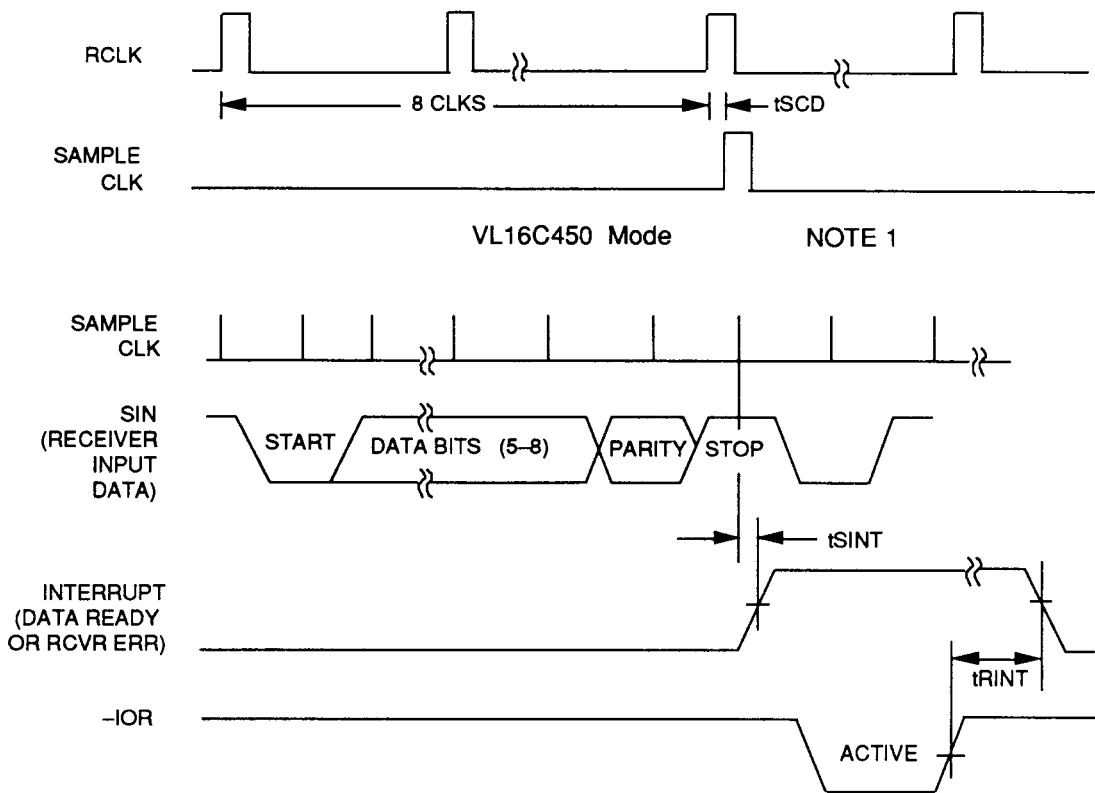 RCLK
8 CLKS
tSCD
SAMPLE
CLK
VL16C450 Mode
NOTE 1
SAMPLE
CLK
SIN
(RECEIVER
INPUT
DATA)
START
DATA BITS (5–8)
PARITY
STOP
tSINT
INTERRUPT
(DATA READY
OR RCVR ERR)
tRINT
–IOR
ACTIVE